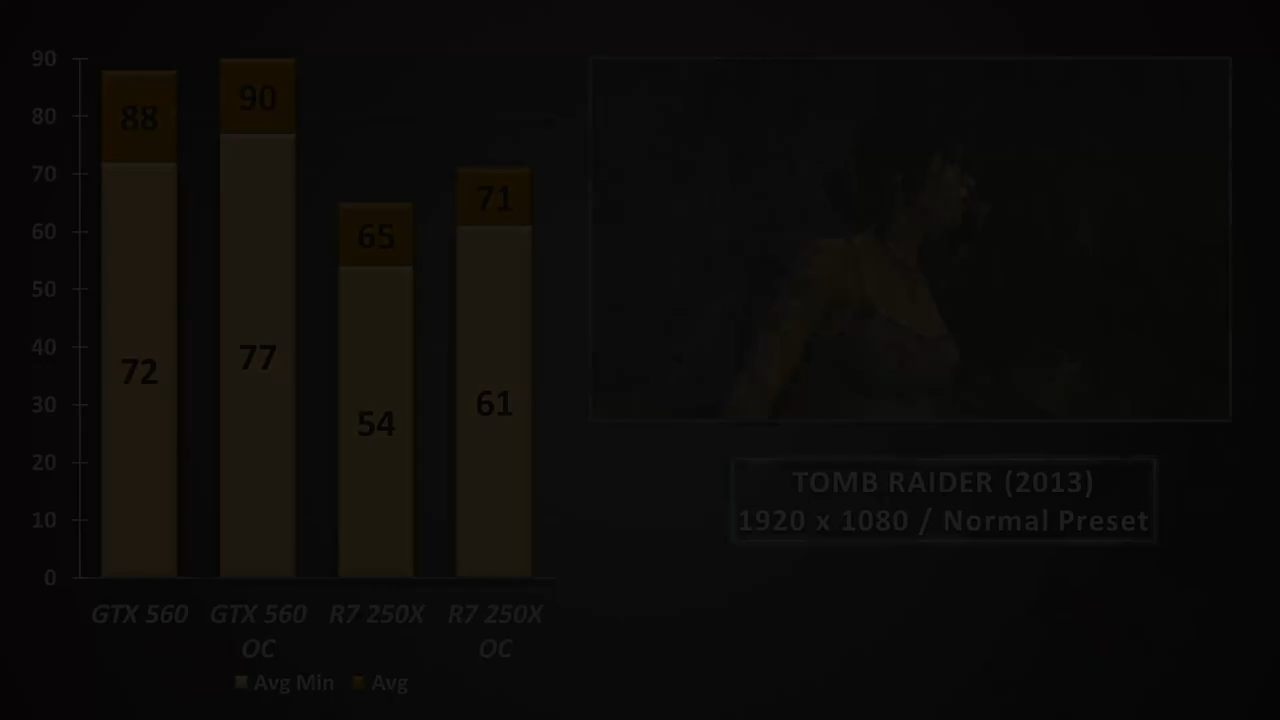 90
80
70
60
50
40
30
20
10
0
88
90
65
71
72
77
54
61
GTX 560
GTX 560
OC
R7 250X
R7 250X
OC
Avg Min
Avg
TOMB RAIDER (2013)
1920 x 1080 / Normal Preset